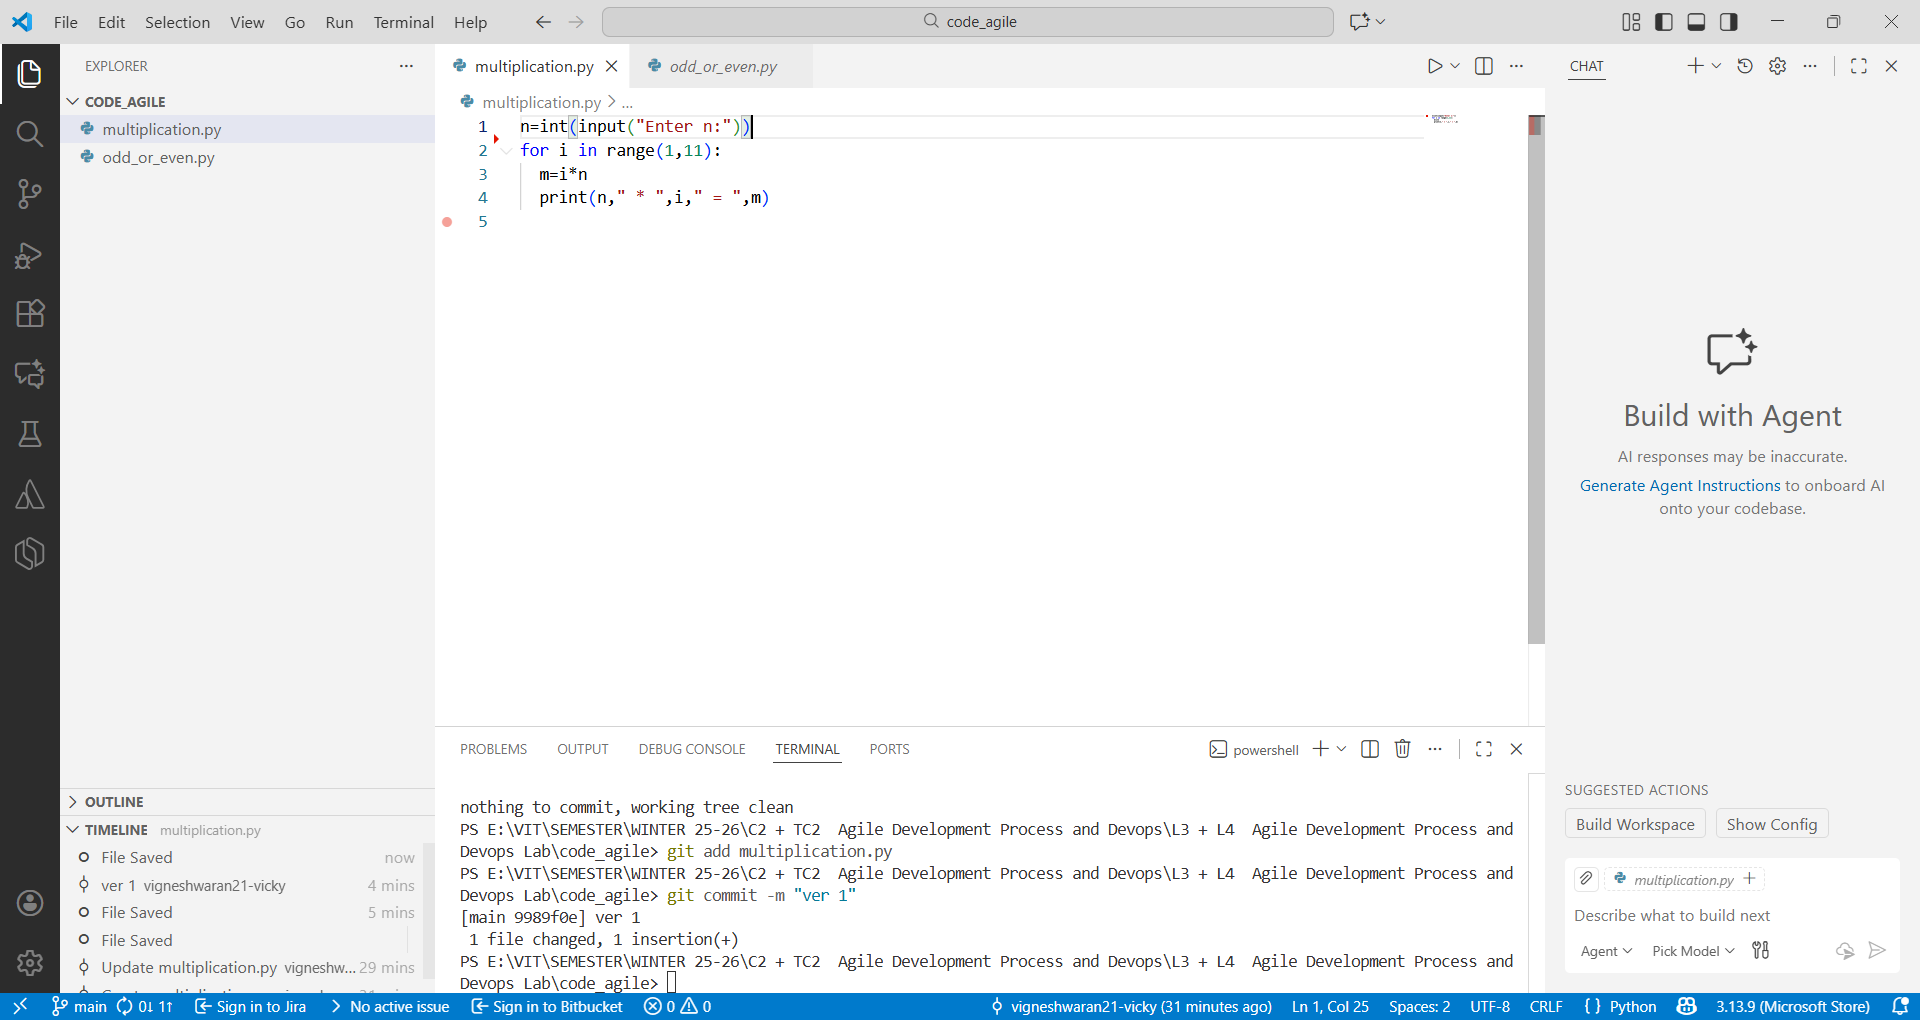 File Edit Selection View Go Run Terminal Help
code_agile
EXPLORER
CODE_AGILE
multiplication.py
odd_or_even.py
OUTLINE
TIMELINE multiplication.py
File Saved now
ver 1 vigneshwaran21-vicky 4 mins
File Saved 5 mins
File Saved
Update multiplication.py vigneshw... 29 mins
multiplication.py odd_or_even.py
multiplication.py > ...
1 n=int(input("Enter n:"))
2 for i in range(1,11):
3 m=i*n
4 print(n," * ",i," = ",m)
5
PROBLEMS OUTPUT DEBUG CONSOLE TERMINAL PORTS
powershell
nothing to commit, working tree clean
PS E:\VIT\SEMESTER\WINTER 25-26\C2 + TC2  Agile Development Process and Devops\L3 + L4  Agile Development Process and
Devops Lab\code_agile> git add multiplication.py
PS E:\VIT\SEMESTER\WINTER 25-26\C2 + TC2  Agile Development Process and Devops\L3 + L4  Agile Development Process and
Devops Lab\code_agile> git commit -m "ver 1"
[main 9989f0e] ver 1
1 file changed, 1 insertion(+)
PS E:\VIT\SEMESTER\WINTER 25-26\C2 + TC2  Agile Development Process and Devops\L3 + L4  Agile Development Process and
Devops Lab\code_agile>
CHAT
Build with Agent
AI responses may be inaccurate.
Generate Agent Instructions to onboard AI
onto your codebase.
SUGGESTED ACTIONS
Build Workspace Show Config
multiplication.py
Describe what to build next
Agent Pick Model
main 0↓ 1↑ Sign in to Jira No active issue Sign in to Bitbucket 0 0 vigneshwaran21-vicky (31 minutes ago) Ln 1, Col 25 Spaces: 2 UTF-8 CRLF {} Python 3.13.9 (Microsoft Store)